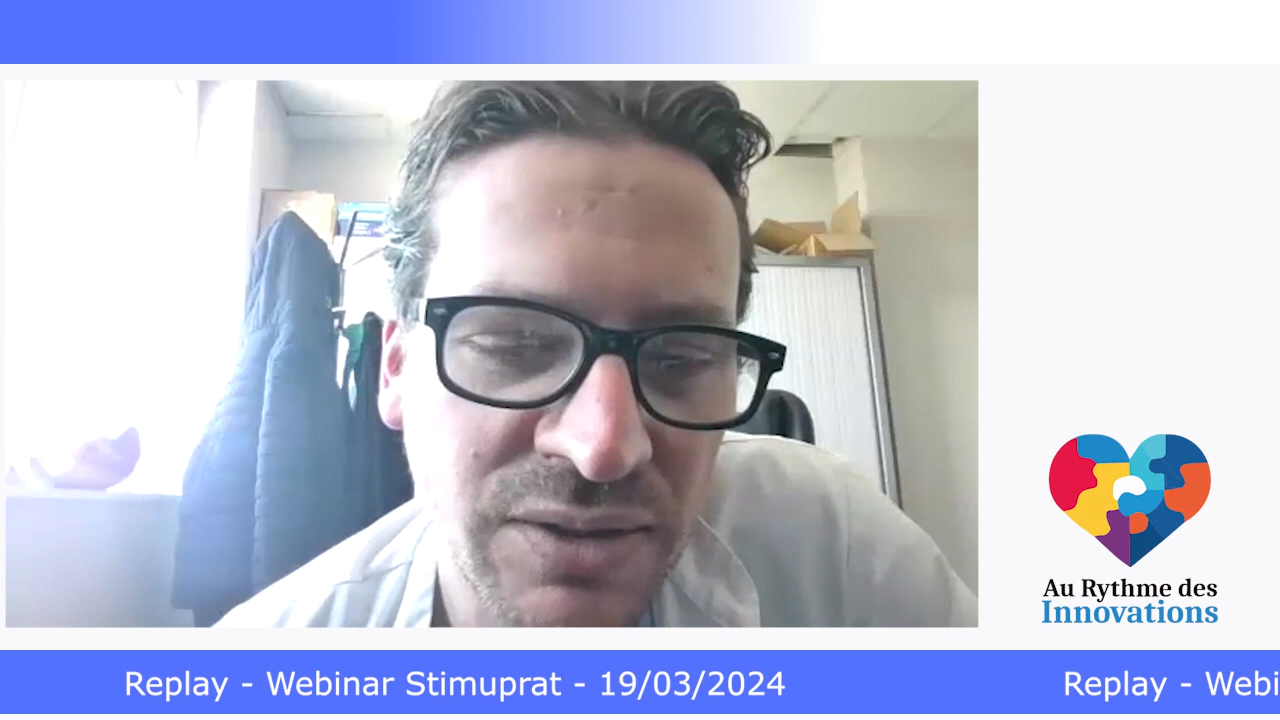 Au Rythme des
Innovations
Replay - Webinar Stimuprat - 19/03/2024
Replay - Webi